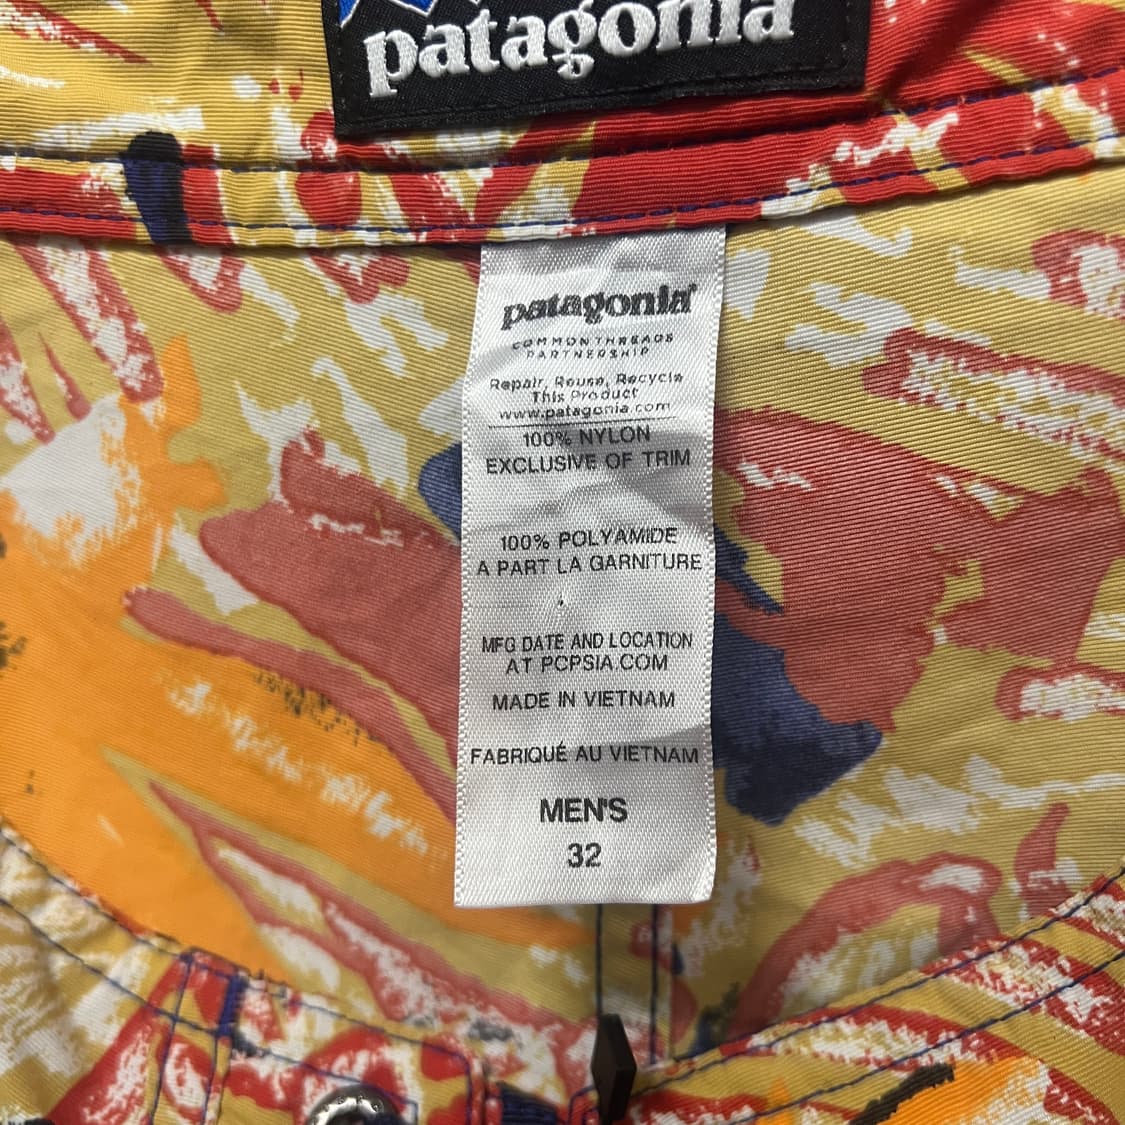 patagonia
patagonia®
COMMON THREADS
PARTNERSHIP
Repair, Reuse, Recycle
This Product
www.patagonia.com
100% NYLON
EXCLUSIVE OF TRIM
100% POLYAMIDE
A PART LA GARNITURE
MFG DATE AND LOCATION
AT PCPSIA.COM
MADE IN VIETNAM
FABRIQUÉ AU VIETNAM
MEN'S
32